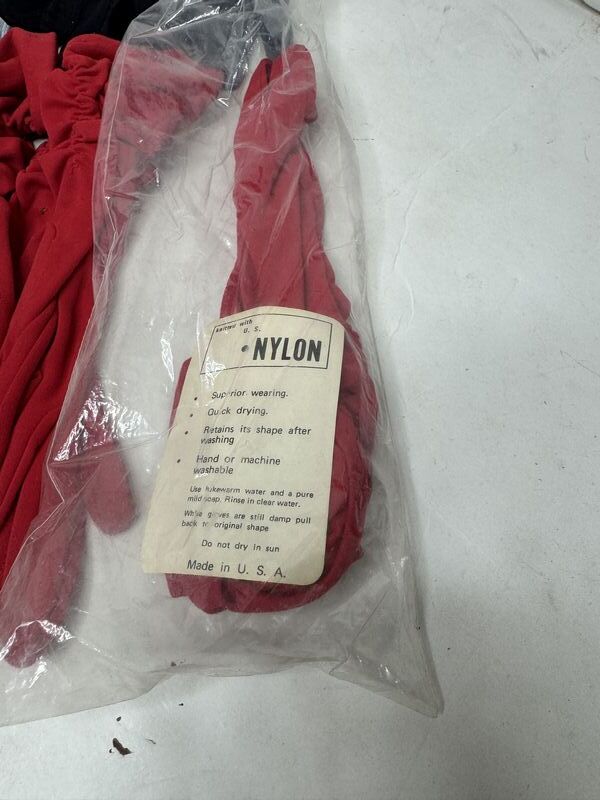 Knitted with
U. S.
NYLON
• Superior wearing.
• Quick drying.
• Retains its shape after
washing
• Hand or machine
washable
Use lukewarm water and a pure
mild soap. Rinse in clear water.
While gloves are still damp pull
back to original shape
Do not dry in sun
Made in U. S. A.